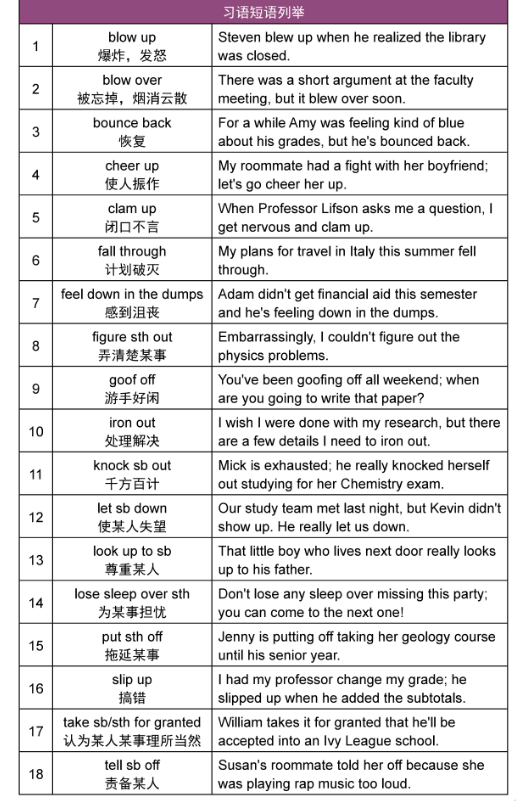 习语短语列举
1
blow up
爆炸，发怒
Steven blew up when he realized the library
was closed.
2
blow over
被忘掉，烟消云散
There was a short argument at the faculty
meeting, but it blew over soon.
3
bounce back
恢复
For a while Amy was feeling kind of blue
about his grades, but he's bounced back.
4
cheer up
使人振作
My roommate had a fight with her boyfriend;
let's go cheer her up.
5
clam up
闭口不言
When Professor Lifson asks me a question, I
get nervous and clam up.
6
fall through
计划破灭
My plans for travel in Italy this summer fell
through.
7
feel down in the dumps
感到沮丧
Adam didn't get financial aid this semester
and he's feeling down in the dumps.
8
figure sth out
弄清楚某事
Embarrassingly, I couldn't figure out the
physics problems.
9
goof off
游手好闲
You've been goofing off all weekend; when
are you going to write that paper?
10
iron out
处理解决
I wish I were done with my research, but there
are a few details I need to iron out.
11
knock sb out
千方百计
Mick is exhausted; he really knocked herself
out studying for her Chemistry exam.
12
let sb down
使某人失望
Our study team met last night, but Kevin didn't
show up. He really let us down.
13
look up to sb
尊重某人
That little boy who lives next door really looks
up to his father.
14
lose sleep over sth
为某事担忧
Don't lose any sleep over missing this party;
you can come to the next one!
15
put sth off
拖延某事
Jenny is putting off taking her geology course
until his senior year.
16
slip up
搞错
I had my professor change my grade; he
slipped up when he added the subtotals.
17
take sb/sth for granted
认为某人某事理所当然
William takes it for granted that he'll be
accepted into an Ivy League school.
18
tell sb off
责备某人
Susan's roommate told her off because she
was playing rap music too loud.